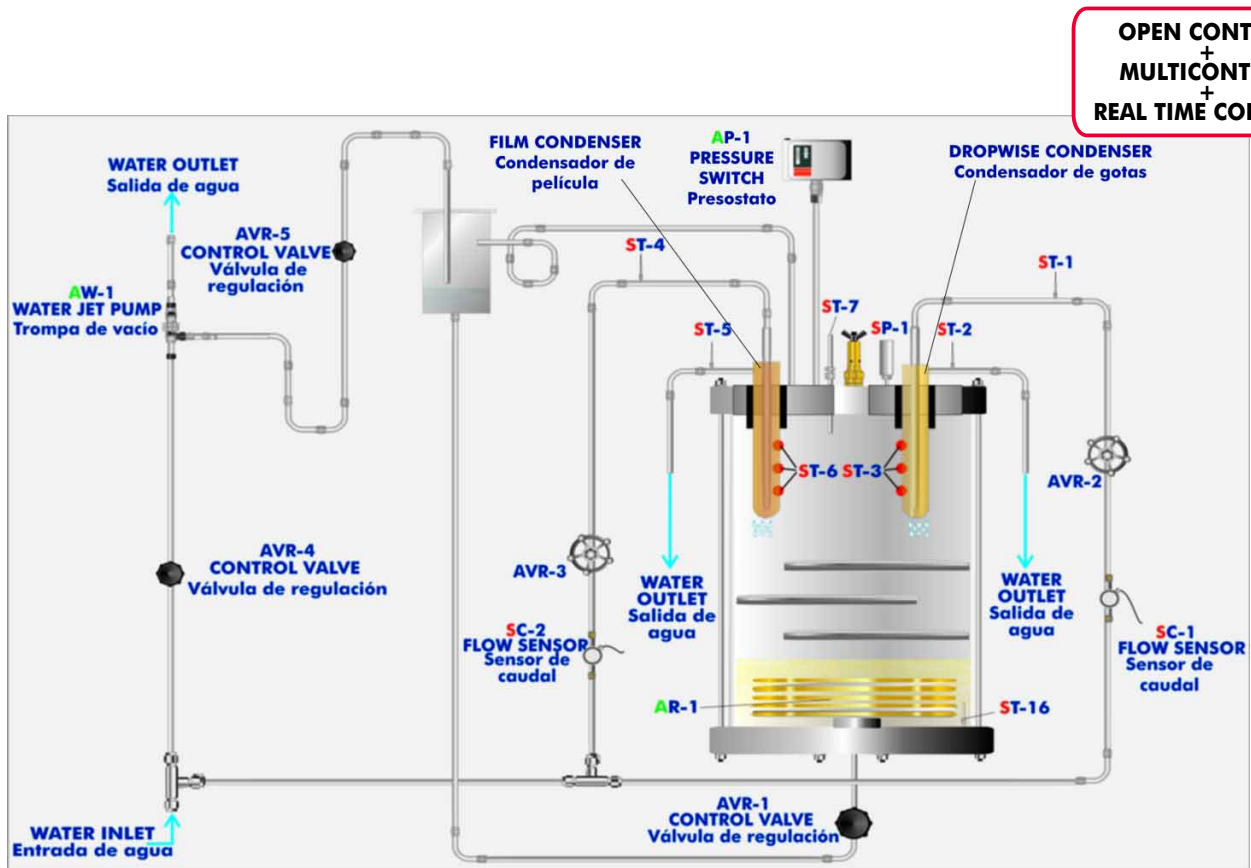 OPEN CONT
+
MULTICONT
+
REAL TIME CO
WATER OUTLET
Salida de agua
AVR-5
CONTROL VALVE
Válvula de
regulación
AW-1
WATER JET PUMP
Trompa de vacío
FILM CONDENSER
Condensador de
película
AP-1
PRESSURE
SWITCH
Presostato
DROPWISE CONDENSER
Condensador de gotas
ST-4
ST-1
ST-5
ST-7
SP-1
ST-2
ST-6
ST-3
AVR-2
AVR-4
CONTROL VALVE
Válvula de regulación
AVR-3
WATER
OUTLET
Salida de
agua
WATER
OUTLET
Salida de
agua
SC-2
FLOW SENSOR
Sensor de
caudal
SC-1
FLOW SENSOR
Sensor de
caudal
AR-1
ST-16
AVR-1
CONTROL VALVE
Válvula de regulación
WATER INLET
Entrada de agua